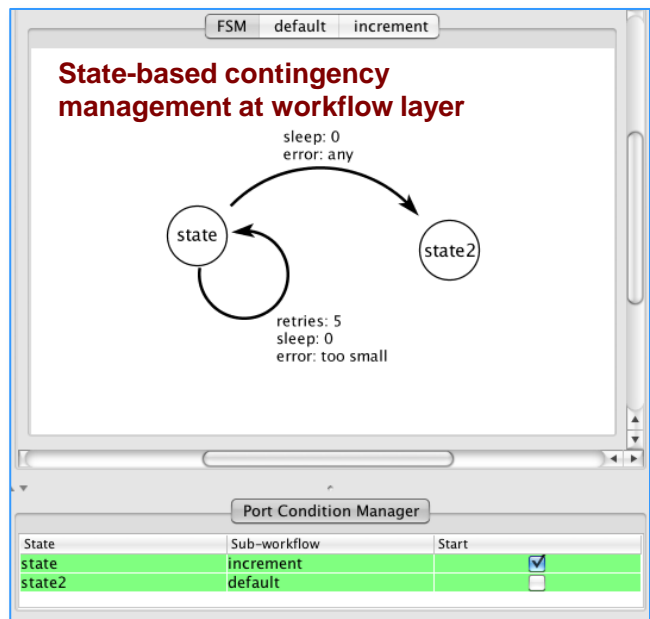 FSM default increment
State-based contingency
management at workflow layer
sleep: 0
error: any
state
state2
retries: 5
sleep: 0
error: too small
Port Condition Manager
State Sub-workflow Start
state increment
state2 default